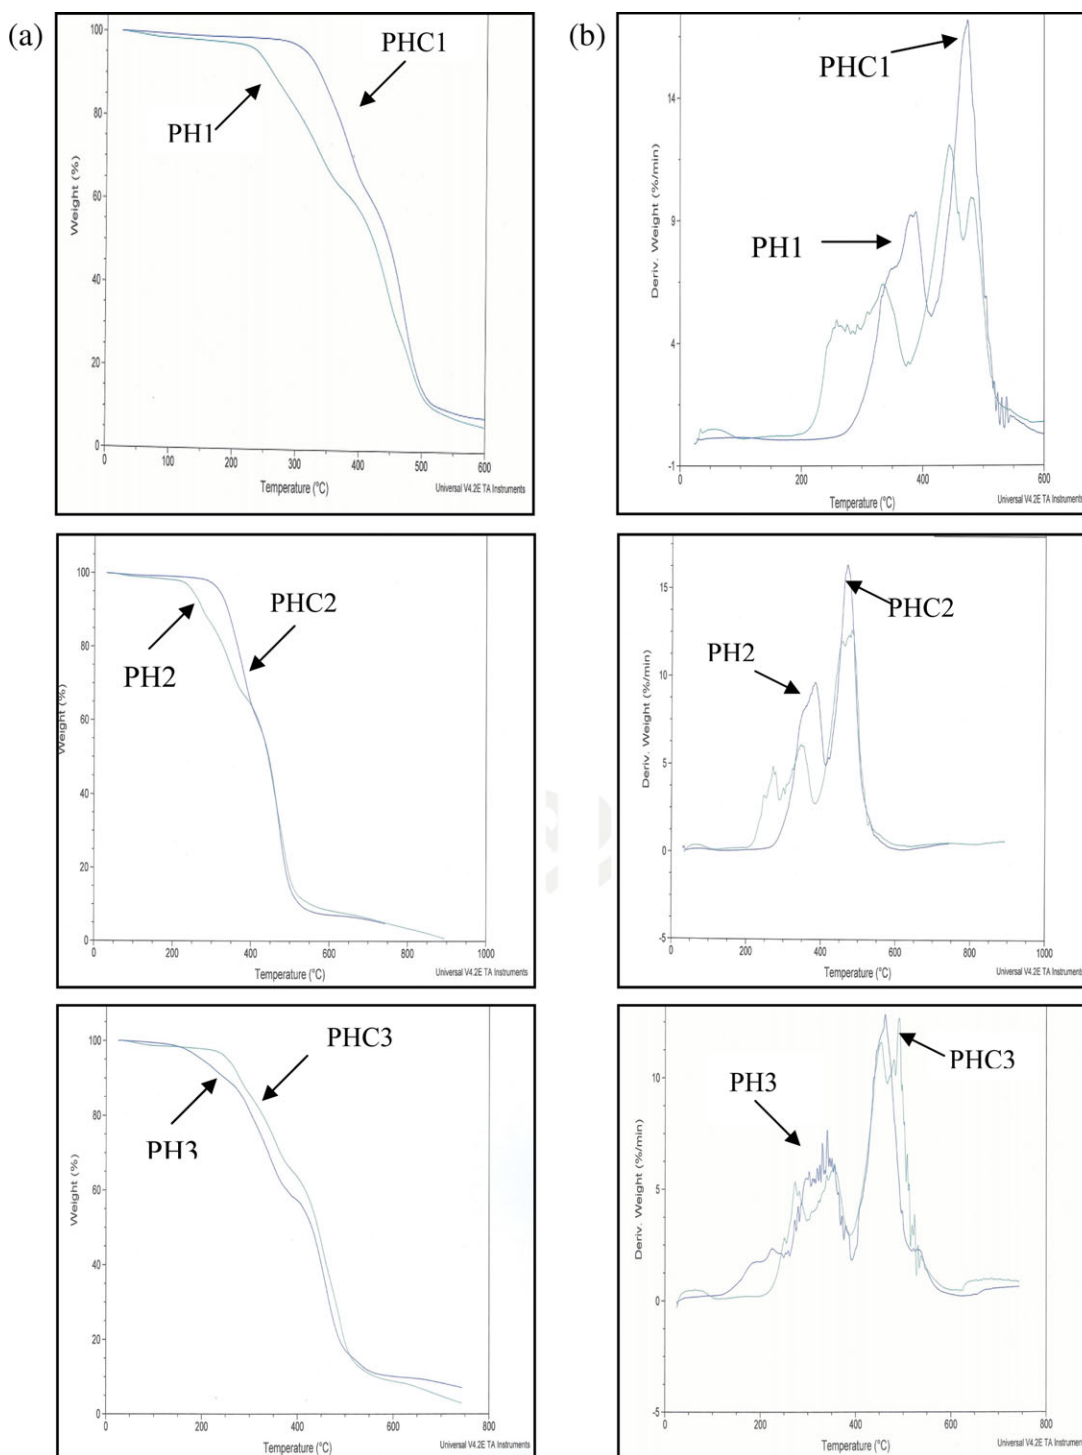 (a)
100
80
60
40
20
0
Weight (%)
PHC1
PH1
0 100 200 300 400 500 600
Temperature (°C)
Universal V4.2E TA Instruments
(b)
14
9
4
-1
Deriv. Weight (%/min)
PHC1
PH1
0 200 400 600
Temperature (°C)
Universal V4.2E TA Instruments
100
80
60
40
20
0
Weight (%)
PHC2
PH2
0 200 400 600 800 1000
Temperature (°C)
Universal V4.2E TA Instruments
15
10
5
0
-5
Deriv. Weight (%/min)
PHC2
PH2
0 200 400 600 800 1000
Temperature (°C)
Universal V4.2E TA Instruments
100
80
60
40
20
0
Weight (%)
PHC3
PH3
0 200 400 600 800
Temperature (°C)
Universal V4.2E TA Instruments
10
5
0
-5
Deriv. Weight (%/min)
PHC3
PH3
0 200 400 600 800
Temperature (°C)
Universal V4.2E TA Instruments